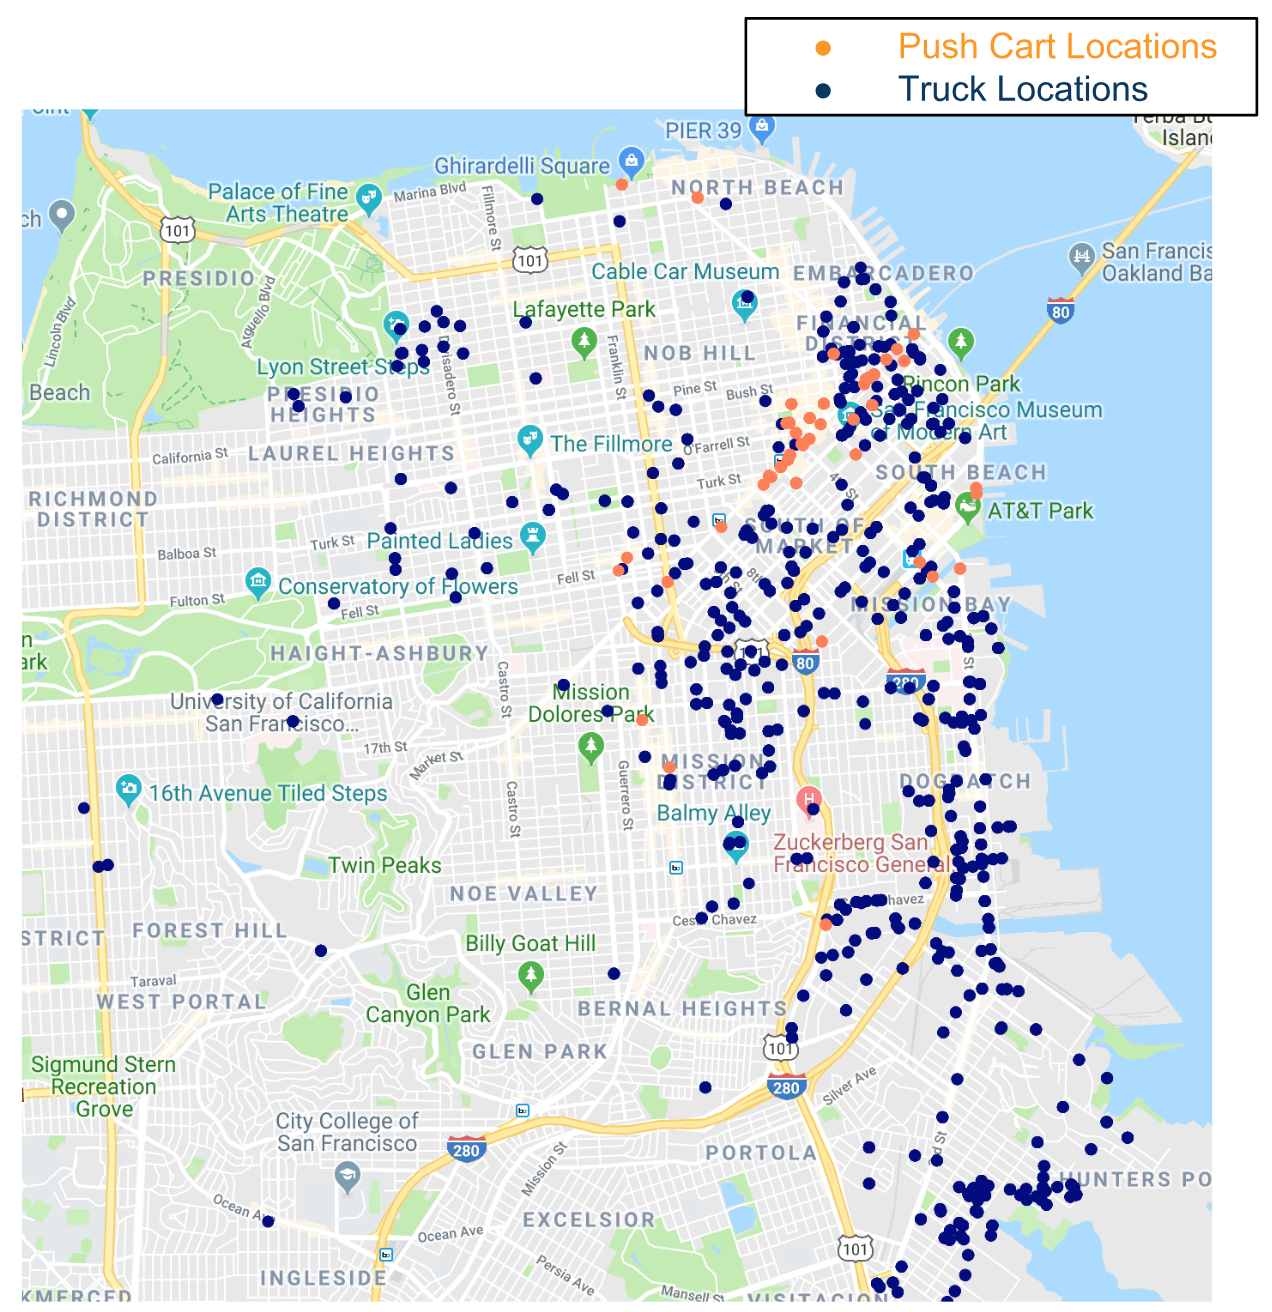 Push Cart Locations
Truck Locations
PIER 39
Island
Ghirardelli Square
Palace of Fine
Arts Theatre
Marina Blvd
Fillmore St
NORTH BEACH
101
101
PRESIDIO
Cable Car Museum
EMBARCADERO
San Francis
Oakland Ba
Lincoln Blvd
Arguello Blvd
Lafayette Park
FINANCIAL
80
Lyon Street Steps
Divisadero St
Franklin St
NOB HILL
Beach
PRESIDIO
HEIGHTS
Pine St
Bush St
Rincon Park
San Francisco Museum
of Modern Art
California St
LAUREL HEIGHTS
The Fillmore
O'Farrell St
RICHMOND
DISTRICT
Turk St
4th St
SOUTH BEACH
AT&T Park
Balboa St
Turk St
Painted Ladies
SOUTH OF
MARKET
Conservatory of Flowers
Fell St
8th
Fulton St
Fell St
MISSION BAY
HAIGHT-ASHBURY
Castro St
80
280
University of California
San Francisco...
Mission
Dolores Park
17th St
Market St
MISSION
DISTRICT
Guerrero St
DOGPATCH
16th Avenue Tiled Steps
Castro St
Balmy Alley
Zuckerberg San
Francisco General
Twin Peaks
NOE VALLEY
STRICT
FOREST HILL
Cesar Chavez
Chavez
Billy Goat Hill
Taraval
WEST PORTAL
Glen
Canyon Park
BERNAL HEIGHTS
GLEN PARK
101
Sigmund Stern
Recreation
Grove
280
Silver Ave
City College of
San Francisco
280
Mission St
PORTOLA
HUNTERS PO
Ocean Ave
Ocean Ave
EXCELSIOR
101
INGLESIDE
Persia Ave
Mansell St
VISITACION
KMERCED